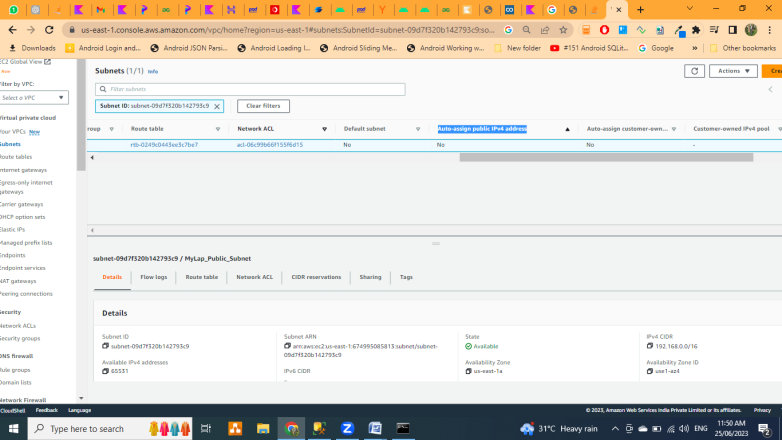 us-east-1.console.aws.amazon.com/vpc/home?region=us-east-1#subnets:SubnetId=subnet-09d7f320b142793c9;so...
Downloads
Android Login and...
Android JSON Parsi...
Android Loading I...
Android Sliding Me...
Android Working w...
New folder
#151 Android SQLit...
Google
»
Other bookmarks
EC2 Global View
New
Filter by VPC:
Select a VPC
Virtual private cloud
Your VPCs New
Subnets
Route tables
Internet gateways
Egress-only internet
gateways
Carrier gateways
DHCP option sets
Elastic IPs
Managed prefix lists
Endpoints
Endpoint services
NAT gateways
Peering connections
Security
Network ACLs
Security groups
DNS firewall
Rule groups
Domain lists
Network Firewall
Subnets (1/1) Info
Actions
Crea
Filter subnets
Subnet ID: subnet-09d7f320b142793c9 ×
Clear filters
group
Route table
Network ACL
Default subnet
Auto-assign public IPv4 address
Auto-assign customer-own...
Customer-owned IPv4 pool
rtb-0249c0443ee3c7be7
acl-06c99b66f155f6d15
No
No
No
-
subnet-09d7f320b142793c9 / MyLap_Public_Subnet
Details
Flow logs
Route table
Network ACL
CIDR reservations
Sharing
Tags
Details
Subnet ID
subnet-09d7f320b142793c9
Subnet ARN
arn:aws:ec2:us-east-1:674995085813:subnet/subnet-
09d7f320b142793c9
State
Available
IPv4 CIDR
192.168.0.0/16
Available IPv4 addresses
65531
IPv6 CIDR
Availability Zone
us-east-1a
Availability Zone ID
use1-az4
CloudShell
Feedback
Language
© 2023, Amazon Web Services India Private Limited or its affiliates.
Privacy
Type here to search
31°C Heavy rain
ENG
11:50 AM
25/06/2023
2